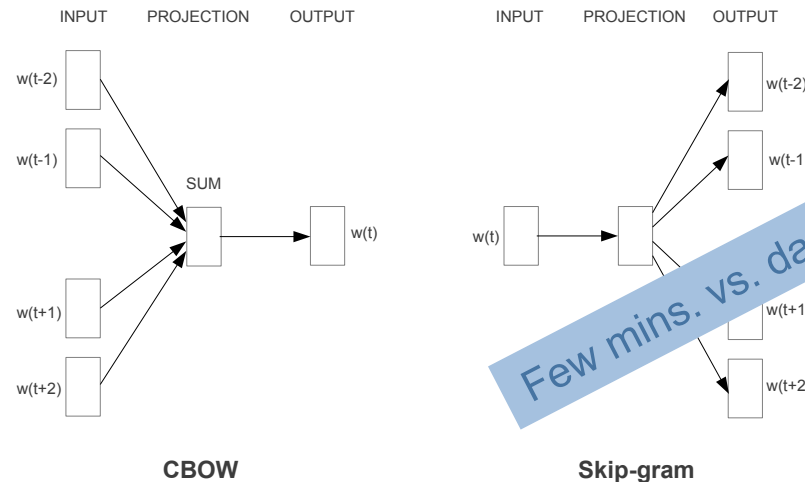 INPUT PROJECTION OUTPUT
w(t-2)
w(t-1)
SUM
w(t)
w(t+1)
w(t+2)
CBOW
INPUT PROJECTION OUTPUT
w(t-2)
w(t-1
w(t)
w(t+1
w(t+2
Few mins. vs. da
Skip-gram